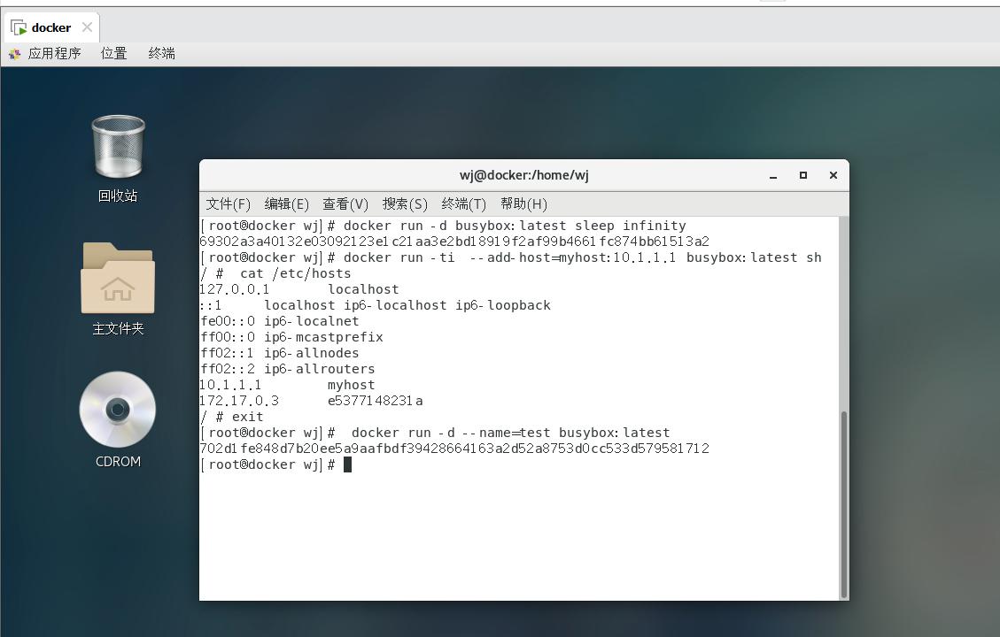 docker
应用程序 位置 终端
回收站
主文件夹
CDROM
wj@docker:/home/wj
文件(F) 编辑(E) 查看(V) 搜索(S) 终端(T) 帮助(H)
[root@docker wj]# docker run -d busybox:latest sleep infinity
69302a3a40132e03092123e1c21aa3e2bd18919f2af99b4661fc874bb61513a2
[root@docker wj]# docker run -ti  --add-host=myhost:10.1.1.1 busybox:latest sh
/ #  cat /etc/hosts
127.0.0.1       localhost
::1     localhost ip6-localhost ip6-loopback
fe00::0 ip6-localnet
ff00::0 ip6-mcastprefix
ff02::1 ip6-allnodes
ff02::2 ip6-allrouters
10.1.1.1        myhost
172.17.0.3      e5377148231a
/ # exit
[root@docker wj]#  docker run -d --name=test busybox:latest
702d1fe848d7b20ee5a9aafbdf39428664163a2d52a8753d0cc533d579581712
[root@docker wj]#